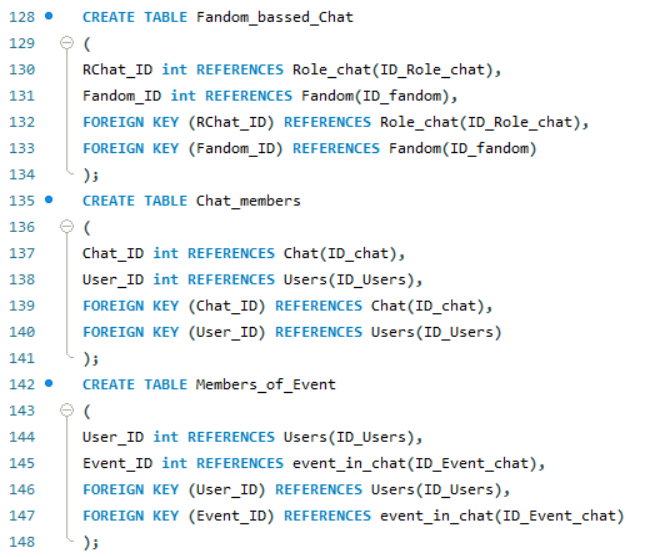 128 CREATE TABLE Fandom_bassed_Chat
129 (
130 RChat_ID int REFERENCES Role_chat(ID_Role_chat),
131 Fandom_ID int REFERENCES Fandom(ID_fandom),
132 FOREIGN KEY (RChat_ID) REFERENCES Role_chat(ID_Role_chat),
133 FOREIGN KEY (Fandom_ID) REFERENCES Fandom(ID_fandom)
134 );
135 CREATE TABLE Chat_members
136 (
137 Chat_ID int REFERENCES Chat(ID_chat),
138 User_ID int REFERENCES Users(ID_Users),
139 FOREIGN KEY (Chat_ID) REFERENCES Chat(ID_chat),
140 FOREIGN KEY (User_ID) REFERENCES Users(ID_Users)
141 );
142 CREATE TABLE Members_of_Event
143 (
144 User_ID int REFERENCES Users(ID_Users),
145 Event_ID int REFERENCES event_in_chat(ID_Event_chat),
146 FOREIGN KEY (User_ID) REFERENCES Users(ID_Users),
147 FOREIGN KEY (Event_ID) REFERENCES event_in_chat(ID_Event_chat)
148 );